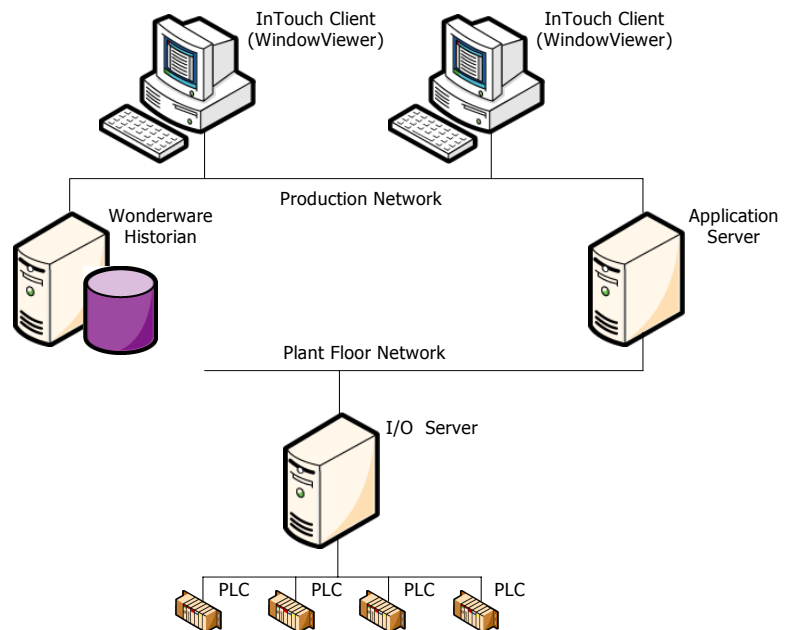 InTouch Client
(WindowViewer)
InTouch Client
(WindowViewer)
Production Network
Wonderware
Historian
Application
Server
Plant Floor Network
I/O Server
PLC
PLC
PLC
PLC